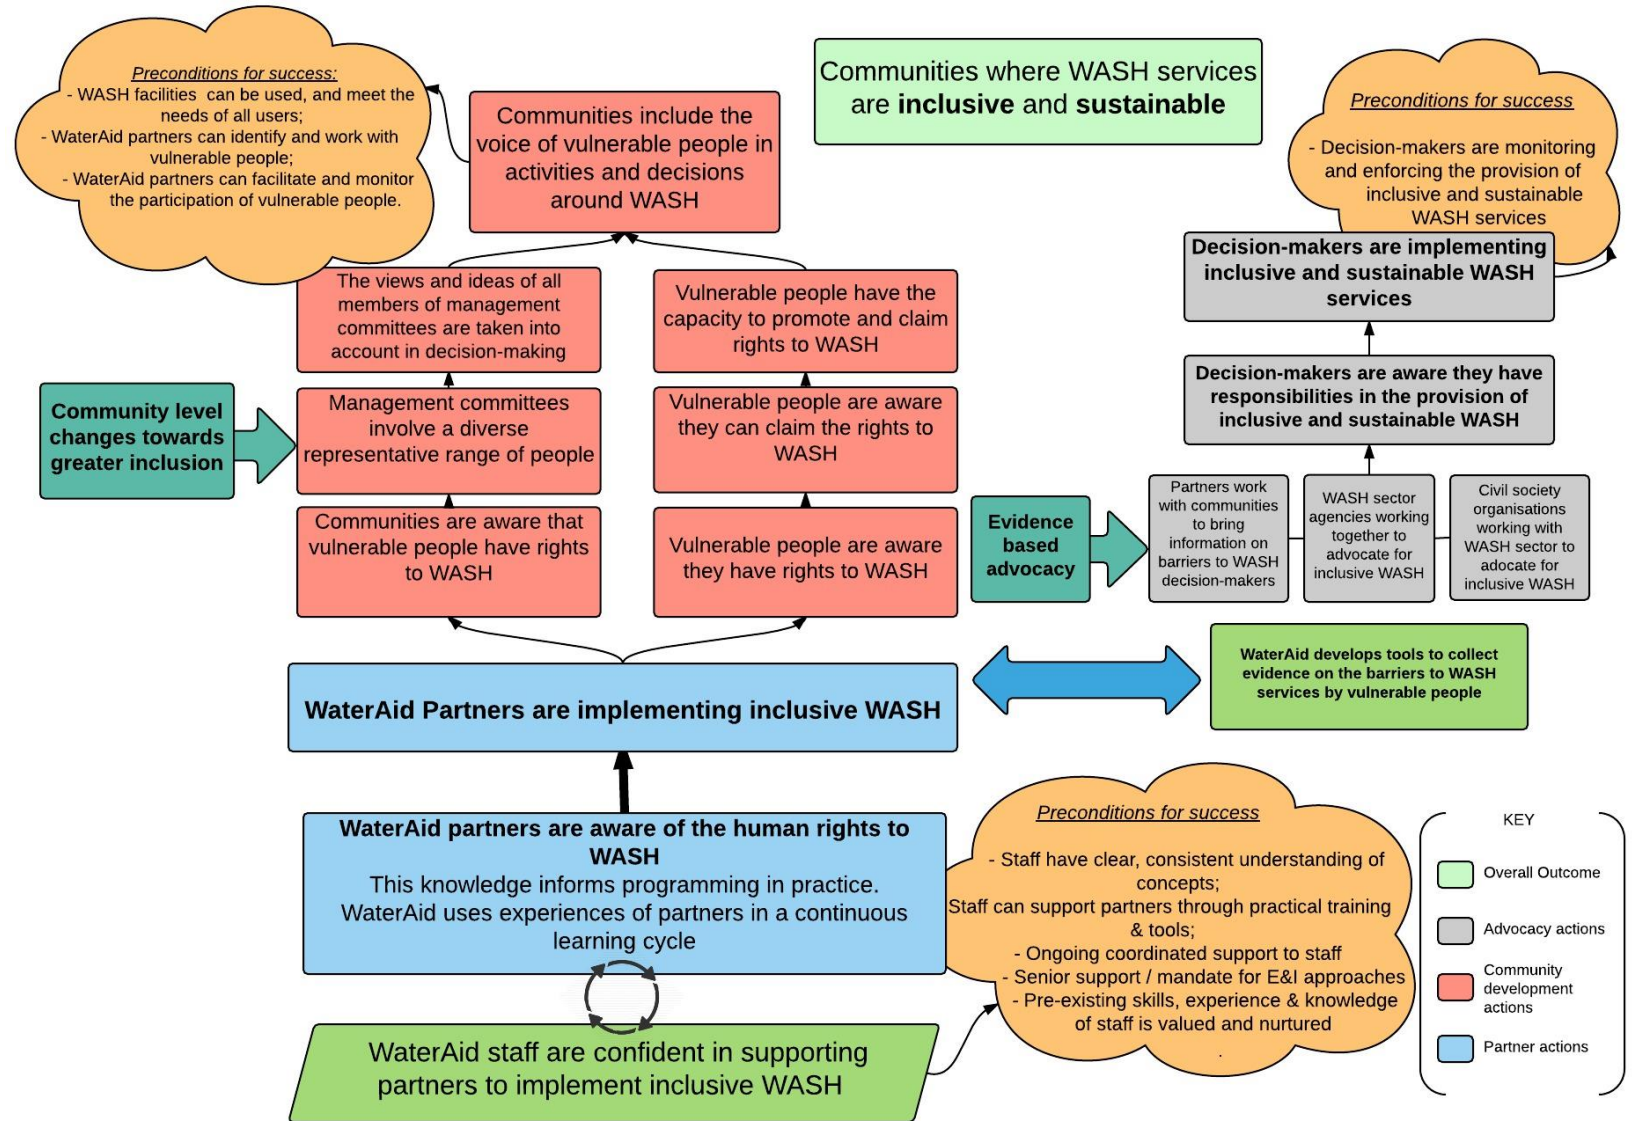 Preconditions for success:
- WASH facilities  can be used, and meet the
needs of all users;
- WaterAid partners can identify and work with
vulnerable people;
- WaterAid partners can facilitate and monitor
the participation of vulnerable people.
Communities include the
voice of vulnerable people in
activities and decisions
around WASH
Communities where WASH services
are inclusive and sustainable
Preconditions for success
- Decision-makers are monitoring
and enforcing the provision of
inclusive and sustainable
WASH services
Decision-makers are implementing
inclusive and sustainable WASH
services
The views and ideas of all
members of management
committees are taken into
account in decision-making
Vulnerable people have the
capacity to promote and claim
rights to WASH
Decision-makers are aware they have
responsibilities in the provision of
inclusive and sustainable WASH
Community level
changes towards
greater inclusion
Management committees
involve a diverse
representative range of people
Vulnerable people are aware
they can claim the rights to
WASH
Communities are aware that
vulnerable people have rights
to WASH
Vulnerable people are aware
they have rights to WASH
Evidence
based
advocacy
Partners work
with communities
to bring
information on
barriers to WASH
decision-makers
WASH sector
agencies working
together to
advocate for
inclusive WASH
Civil society
organisations
working with
WASH sector to
adocate for
inclusive WASH
WaterAid Partners are implementing inclusive WASH
WaterAid develops tools to collect
evidence on the barriers to WASH
services by vulnerable people
WaterAid partners are aware of the human rights to
WASH
This knowledge informs programming in practice.
WaterAid uses experiences of partners in a continuous
learning cycle
Preconditions for success
- Staff have clear, consistent understanding of
concepts;
Staff can support partners through practical training
& tools;
- Ongoing coordinated support to staff
- Senior support / mandate for E&I approaches
- Pre-existing skills, experience & knowledge
of staff is valued and nurtured
.
WaterAid staff are confident in supporting
partners to implement inclusive WASH
KEY
Overall Outcome
Advocacy actions
Community
development
actions
Partner actions